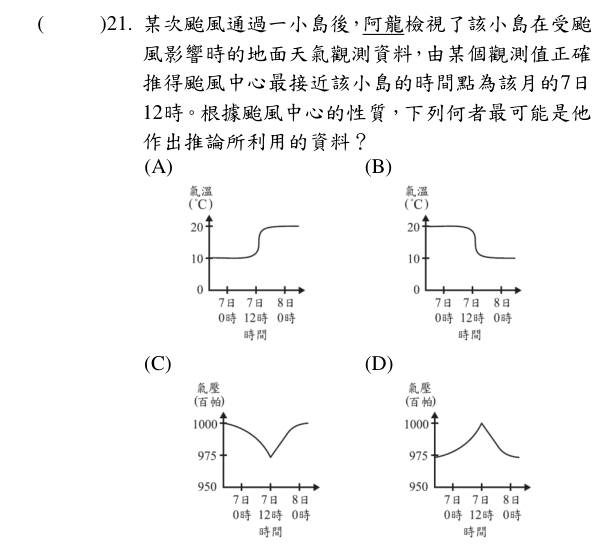 (　　)21. 某次颱風通過一小島後，阿龍檢視了該小島在受颱
風影響時的地面天氣觀測資料，由某個觀測值正確
推得颱風中心最接近該小島的時間點為該月的7日
12時。根據颱風中心的性質，下列何者最可能是他
作出推論所利用的資料？
(A)
氣溫
(℃)
20
10
0
7日 7日 8日
0時 12時 0時
時間
(B)
氣溫
(℃)
20
10
0
7日 7日 8日
0時 12時 0時
時間
(C)
氣壓
(百帕)
1000
975
950
7日 7日 8日
0時 12時 0時
時間
(D)
氣壓
(百帕)
1000
975
950
7日 7日 8日
0時 12時 0時
時間